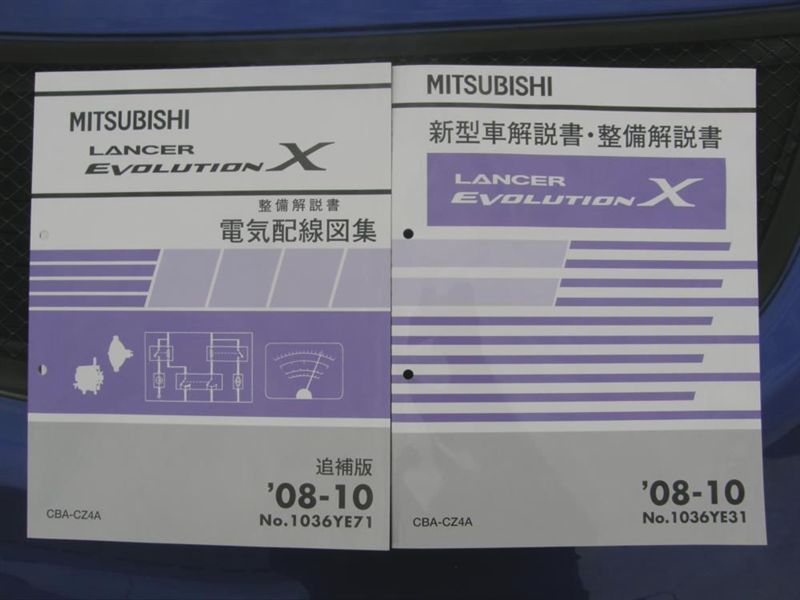 MITSUBISHI
LANCER
EVOLUTION X
整備解説書
電気配線図集
追補版
'08-10
No.1036YE71
CBA-CZ4A
MITSUBISHI
新型車解説書・整備解説書
LANCER
EVOLUTION X
'08-10
No.1036YE31
CBA-CZ4A